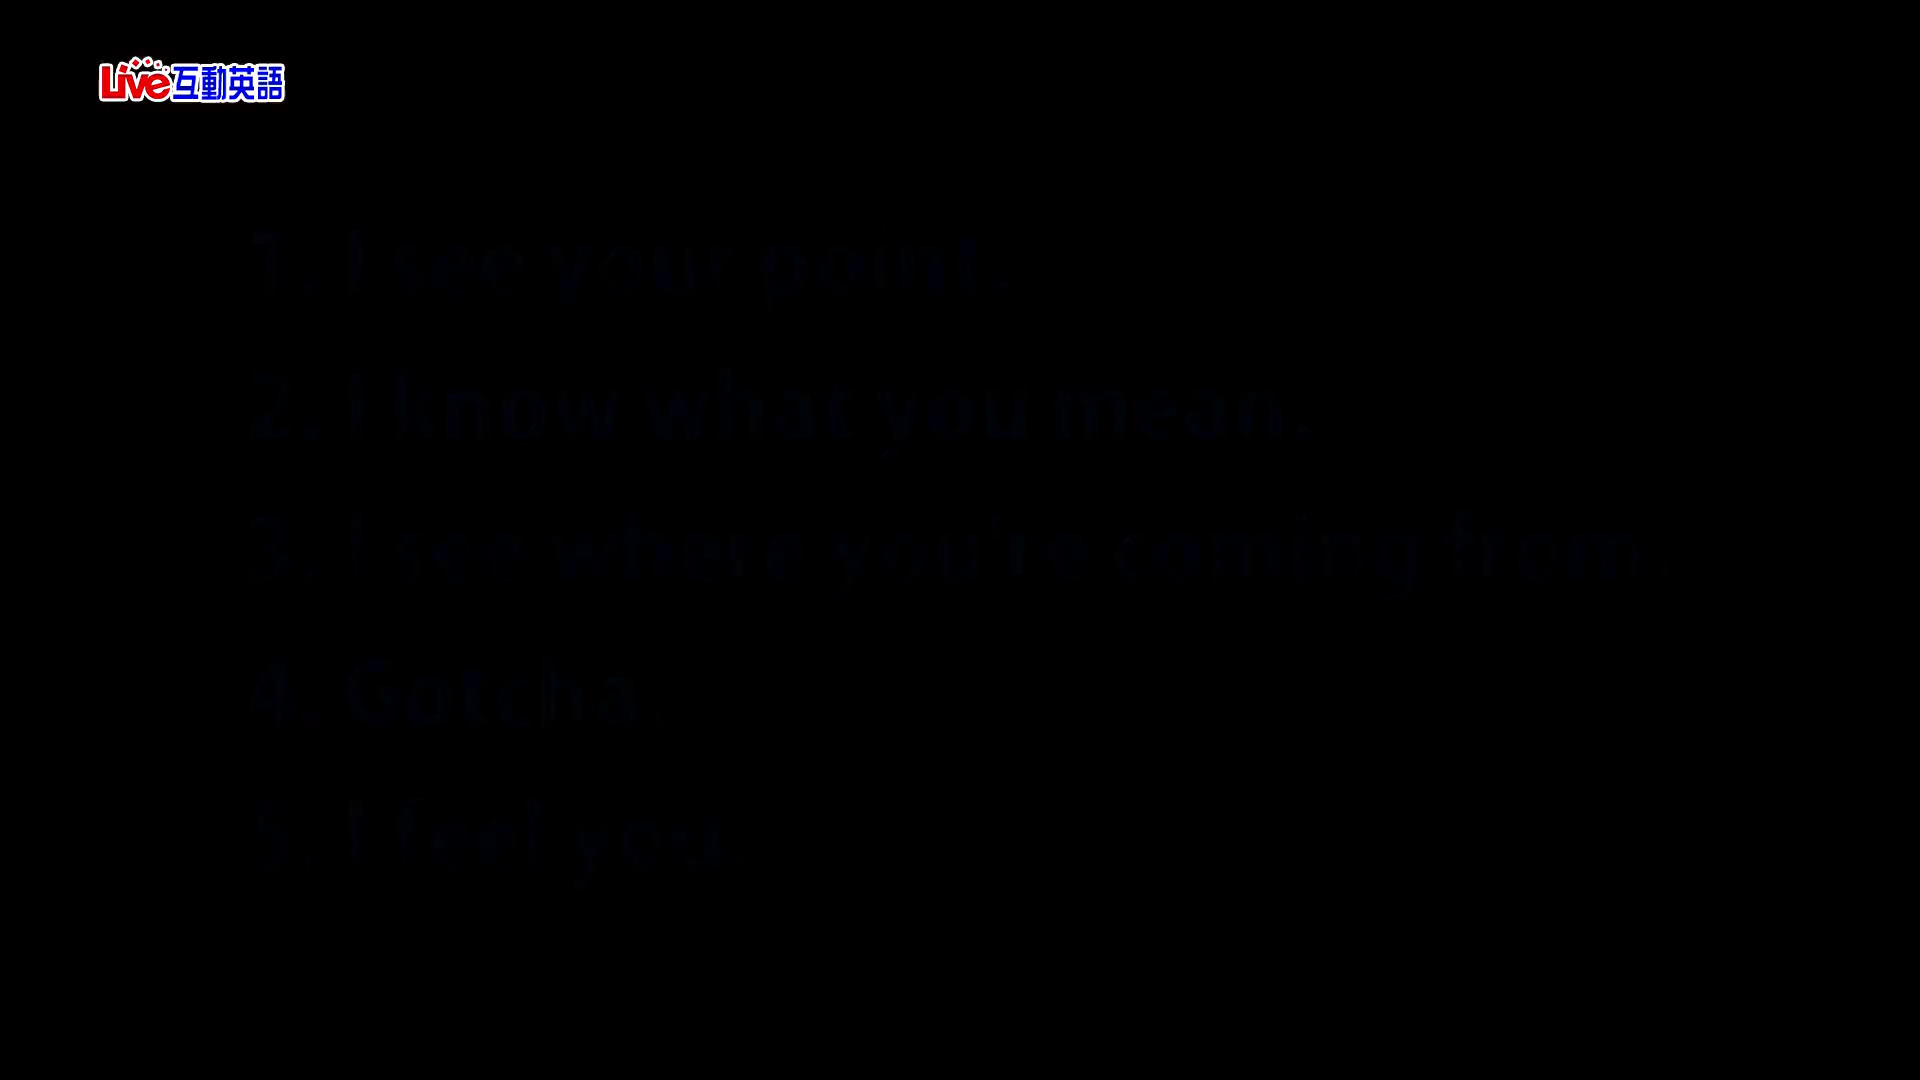 Live互動英語
1. I see your point.
2. I know what you mean.
3. I see where you're coming from.
4. Gotcha.
5. I feel you.